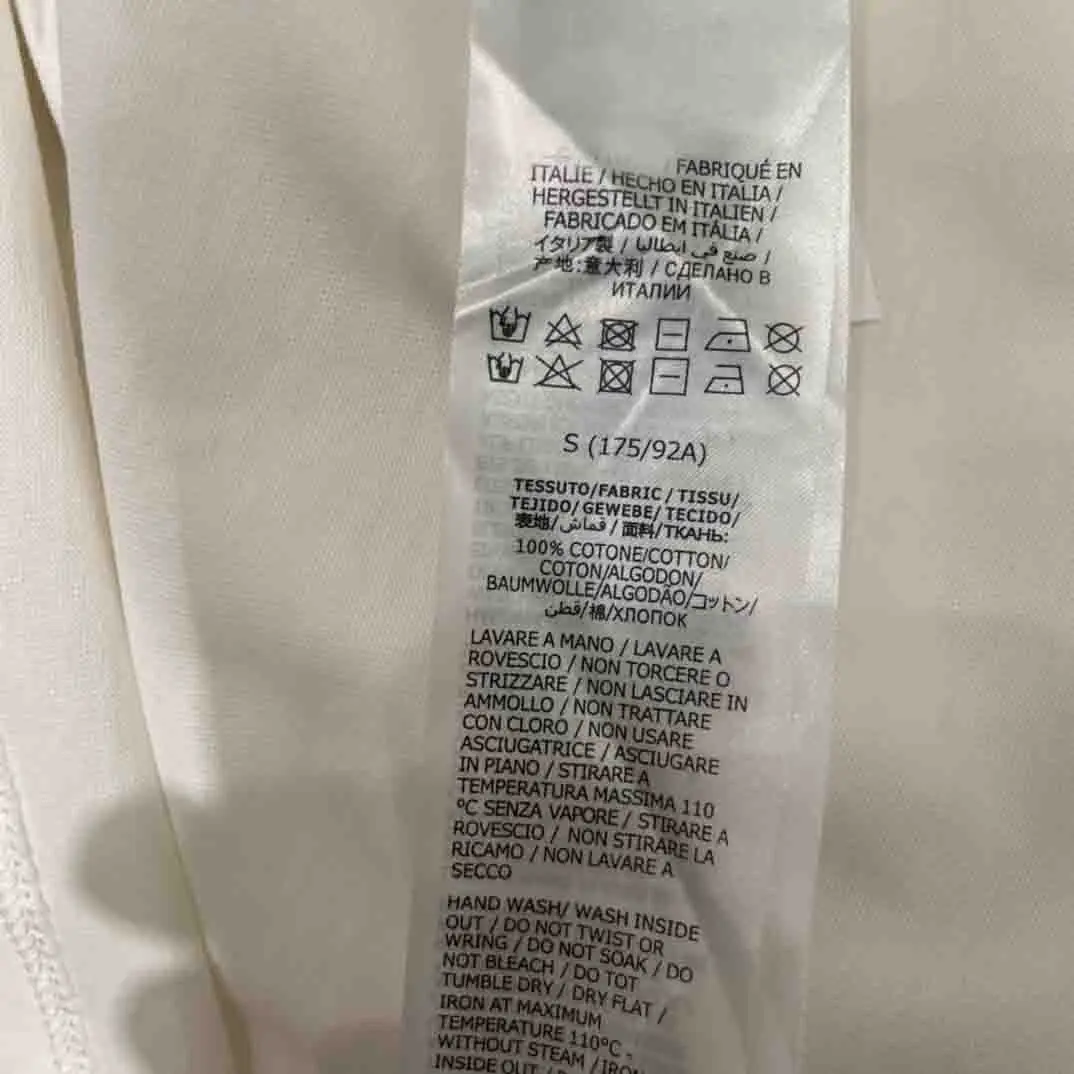 FABRIQUÉ EN
ITALIE / HECHO EN ITALIA /
HERGESTELLT IN ITALIEN /
FABRICADO EM ITÁLIA /
イタリア製 / صنع في ايطاليا /
产地:意大利 / СДЕЛАНО В
ИТАЛИИ
S (175/92A)
TESSUTO/FABRIC / TISSU/
TEJIDO/ GEWEBE/ TECIDO/
表地/قماش / 面料/ТКАНЬ:
100% COTONE/COTTON/
COTON/ALGODON/
BAUMWOLLE/ALGODÃO/コットン/
قطن/棉/ХЛОПОК
LAVARE A MANO / LAVARE A
ROVESCIO / NON TORCERE O
STRIZZARE / NON LASCIARE IN
AMMOLLO / NON TRATTARE
CON CLORO / NON USARE
ASCIUGATRICE / ASCIUGARE
IN PIANO / STIRARE A
TEMPERATURA MASSIMA 110
°C SENZA VAPORE / STIRARE A
ROVESCIO / NON STIRARE LA
RICAMO / NON LAVARE A
SECCO
HAND WASH/ WASH INSIDE
OUT / DO NOT TWIST OR
WRING / DO NOT SOAK / DO
NOT BLEACH / DO TOT
TUMBLE DRY / DRY FLAT /
IRON AT MAXIMUM
TEMPERATURE 110°C -
WITHOUT STEAM / IRON
INSIDE OUT /